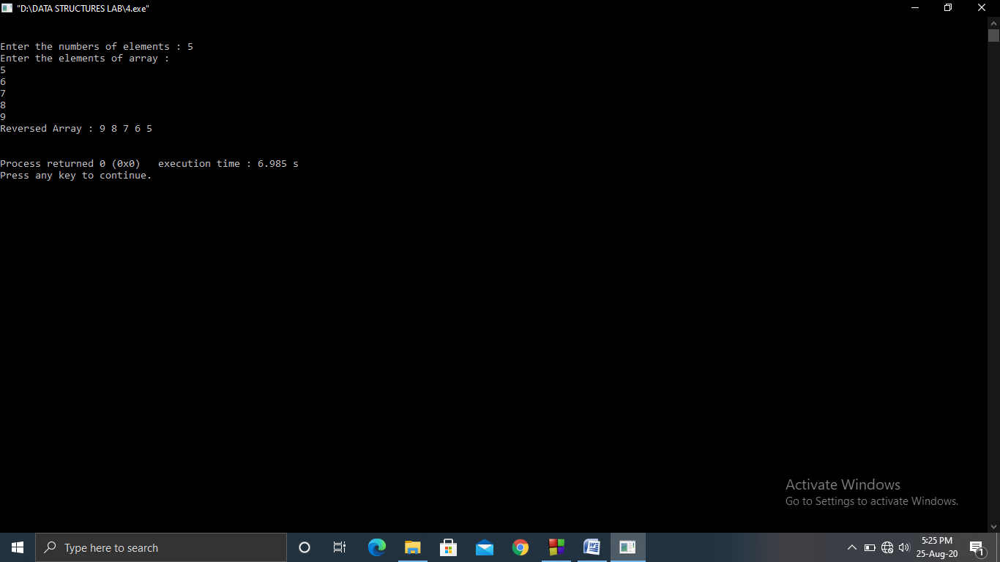 "D:\DATA STRUCTURES LAB\4.exe"
Enter the numbers of elements : 5
Enter the elements of array :
5
6
7
8
9
Reversed Array : 9 8 7 6 5
Process returned 0 (0x0)   execution time : 6.985 s
Press any key to continue.
Activate Windows
Go to Settings to activate Windows.
Type here to search
5:25 PM
25-Aug-20
1